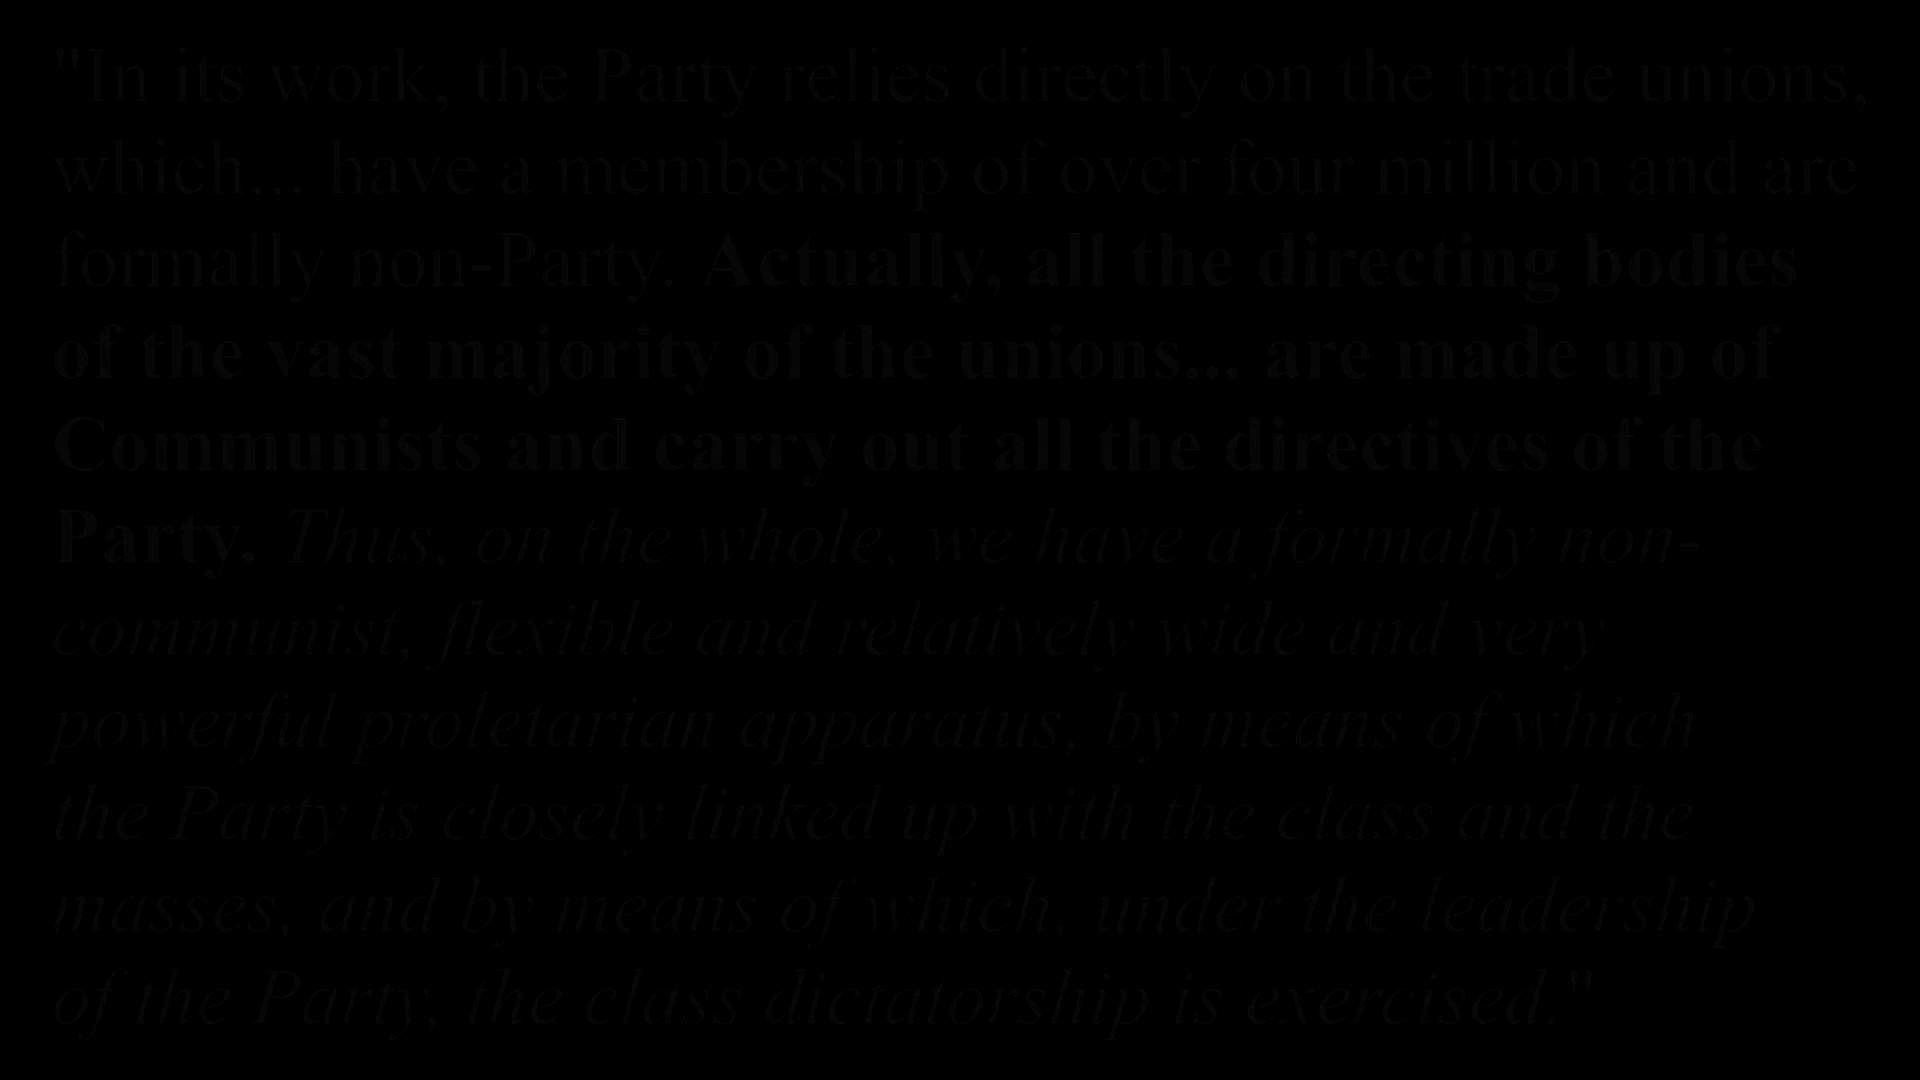 "In its work, the Party relies directly on the trade unions,
which... have a membership of over four million and are
formally non-Party. Actually, all the directing bodies
of the vast majority of the unions... are made up of
Communists and carry out all the directives of the
Party. Thus, on the whole, we have a formally non-
communist, flexible and relatively wide and very
powerful proletarian apparatus, by means of which
the Party is closely linked up with the class and the
masses, and by means of which, under the leadership
of the Party, the class dictatorship is exercised."